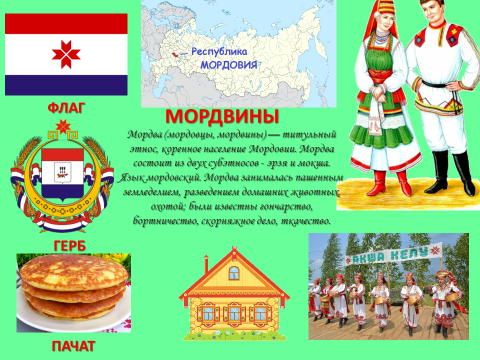 Республика
МОРДОВИЯ
ФЛАГ
МОРДВИНЫ
Мордва (мордовцы, мордвины) — титульный
этнос, коренное население Мордовии. Мордва
состоит из двух субэтносов - эрзя и мокша.
Язык мордовский. Мордва занималась пашенным
земледелием, разведением домашних животных,
охотой; были известны гончарство,
бортничество, скорняжное дело, ткачество.
ГЕРБ
АКША КЕЛУ
ПАЧАТ